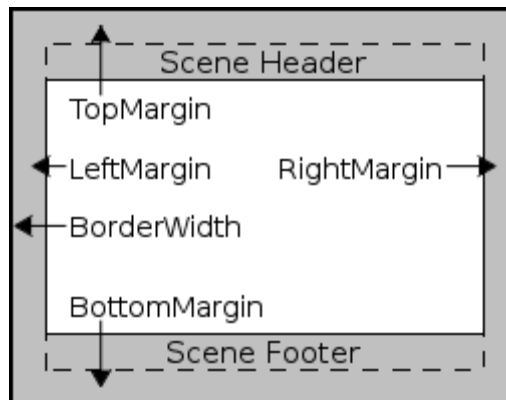 Scene Header
TopMargin
LeftMargin RightMargin
BorderWidth
BottomMargin
Scene Footer